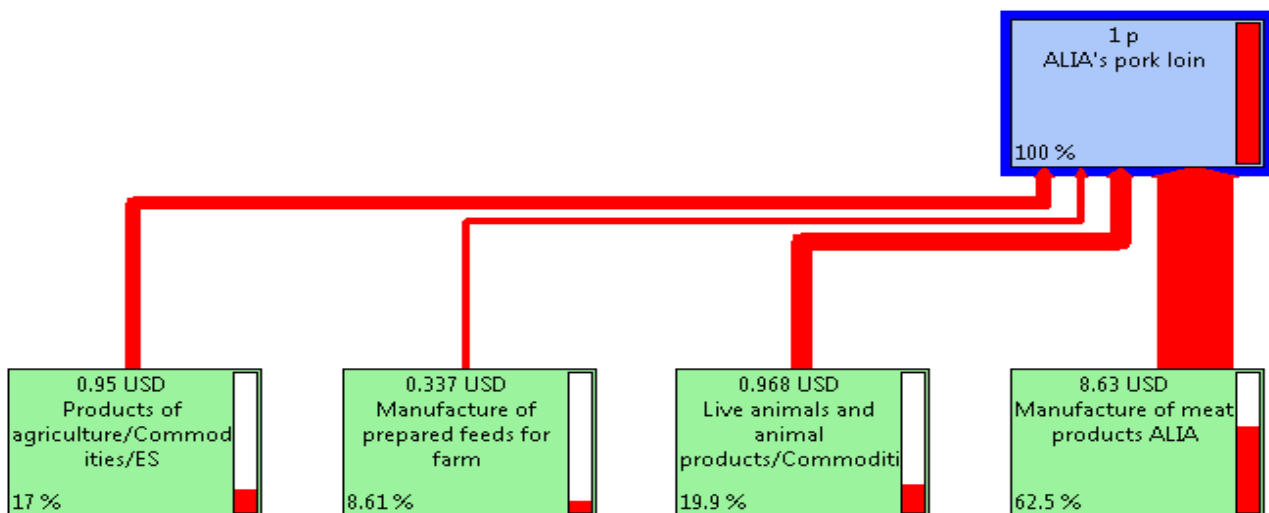 1 p
ALIA's pork loin
100 %
0.95 USD
Products of
agriculture/Commod
ities/ES
17 %
0.337 USD
Manufacture of
prepared feeds for
farm
8.61 %
0.968 USD
Live animals and
animal
products/Commoditi
19.9 %
8.63 USD
Manufacture of meat
products ALIA
62.5 %